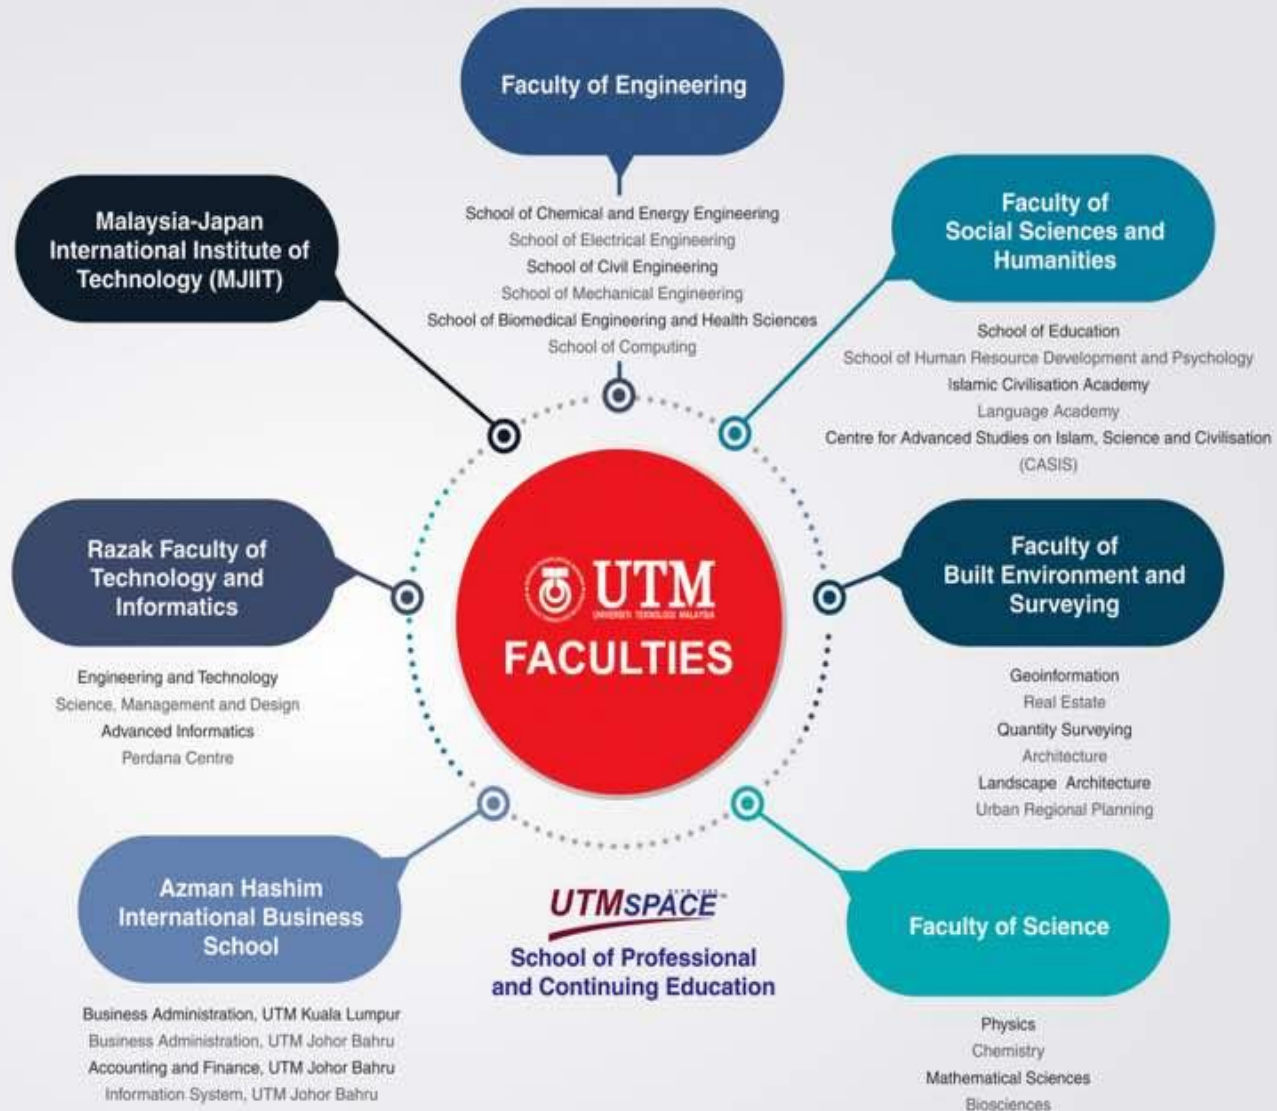 Faculty of Engineering
School of Chemical and Energy Engineering
School of Electrical Engineering
School of Civil Engineering
School of Mechanical Engineering
School of Biomedical Engineering and Health Sciences
School of Computing
Malaysia-Japan
International Institute of
Technology (MJIIT)
Faculty of
Social Sciences and
Humanities
School of Education
School of Human Resource Development and Psychology
Islamic Civilisation Academy
Language Academy
Centre for Advanced Studies on Islam, Science and Civilisation
(CASIS)
Razak Faculty of
Technology and
Informatics
Engineering and Technology
Science, Management and Design
Advanced Informatics
Perdana Centre
UTM
UNIVERSITI TEKNOLOGI MALAYSIA
FACULTIES
Faculty of
Built Environment and
Surveying
Geoinformation
Real Estate
Quantity Surveying
Architecture
Landscape Architecture
Urban Regional Planning
Azman Hashim
International Business
School
Business Administration, UTM Kuala Lumpur
Business Administration, UTM Johor Bahru
Accounting and Finance, UTM Johor Bahru
Information System, UTM Johor Bahru
UTMSPACE
School of Professional
and Continuing Education
Faculty of Science
Physics
Chemistry
Mathematical Sciences
Biosciences